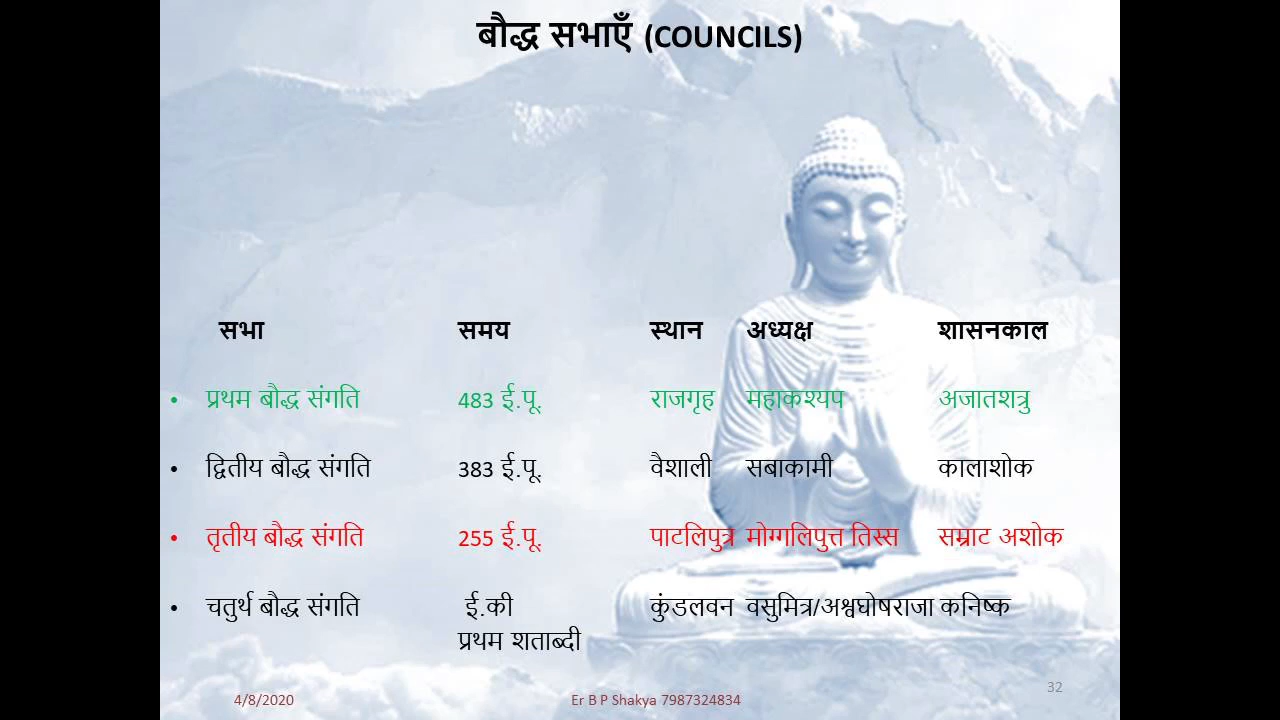 बौद्ध सभाएँ (COUNCILS)
सभा समय स्थान अध्यक्ष शासनकाल
• प्रथम बौद्ध संगति 483 ई.पू. राजगृह महाकश्यप अजातशत्रु
• द्वितीय बौद्ध संगति 383 ई.पू. वैशाली सबाकामी कालाशोक
• तृतीय बौद्ध संगति 255 ई.पू. पाटलिपुत्र मोग्गलिपुत्त तिस्स सम्राट अशोक
• चतुर्थ बौद्ध संगति ई.की कुंडलवन वसुमित्र/अश्वघोषराजा कनिष्क
प्रथम शताब्दी
32
4/8/2020 Er B P Shakya 7987324834